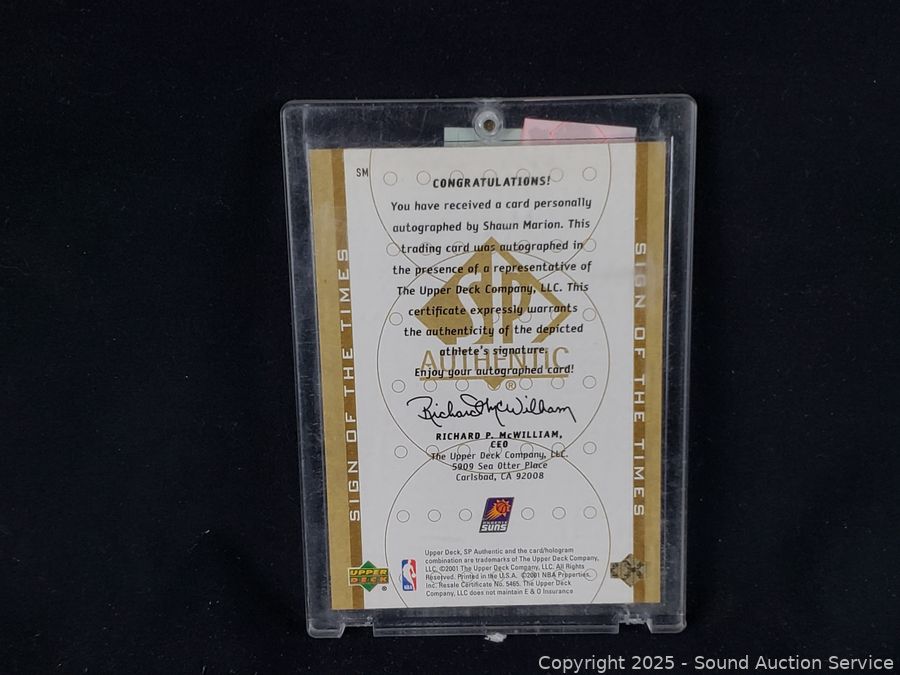 SM
CONGRATULATIONS!
You have received a card personally
autographed by Shawn Marion. This
trading card was autographed in
the presence of a representative of
The Upper Deck Company, LLC. This
certificate expressly warrants
the authenticity of the depicted
athlete's signature.
Enjoy your autographed card!
SP
AUTHENTIC
®
SIGN OF THE TIMES
SIGN OF THE TIMES
Richard McWilliam
RICHARD P. McWILLIAM,
CEO
The Upper Deck Company, LLC.
5909 Sea Otter Place
Carlsbad, CA 92008
PHOENIX
SUNS
UPPER
DECK
®
NBA
Upper Deck, SP Authentic and the card/hologram
combination are trademarks of The Upper Deck Company,
LLC. ©2001 The Upper Deck Company, LLC. All Rights
Reserved. Printed in the U.S.A. ©2001 NBA Properties,
Inc. Resale Certificate No. 5465. The Upper Deck
Company, LLC does not maintain E & O Insurance
Copyright 2025 - Sound Auction Service